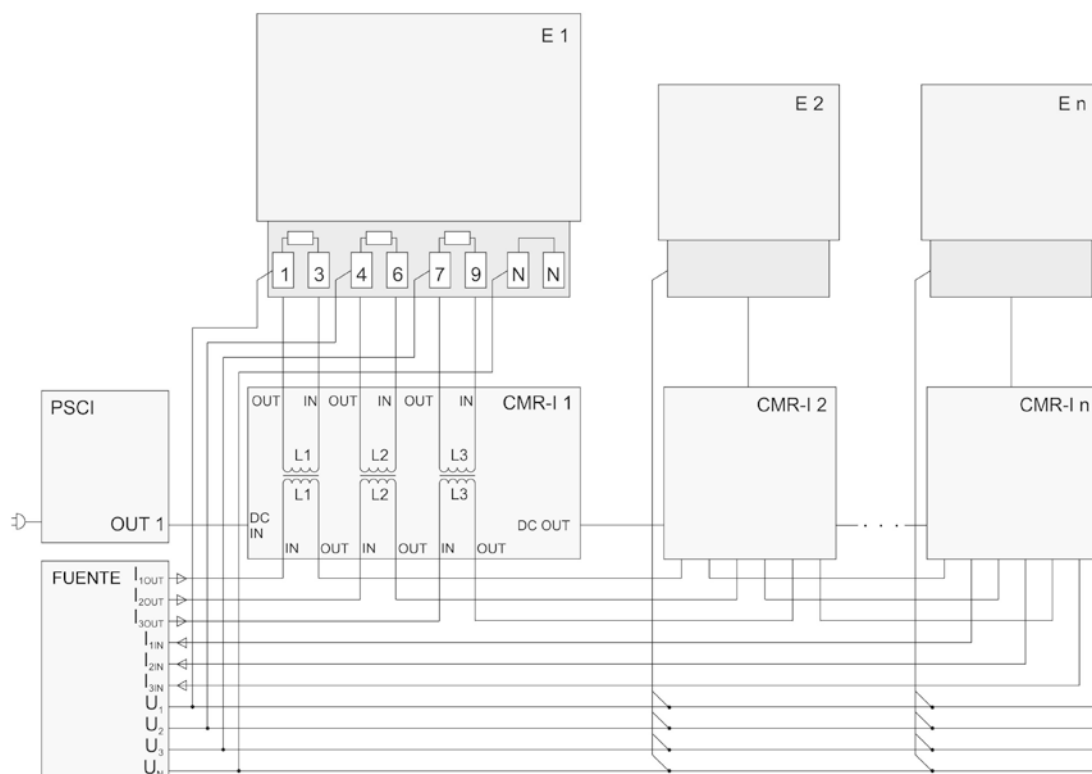 E 1
E 2
E n
1 3 4 6 7 9 N N
PSCI
OUT 1
OUT IN OUT IN OUT IN
CMR-I 1
L1 L2 L3
L1 L2 L3
DC IN
DC OUT
IN OUT IN OUT IN OUT
CMR-I 2
CMR-I n
FUENTE
I1OUT
I2OUT
I3OUT
I1IN
I2IN
I3IN
U1
U2
U3
UN